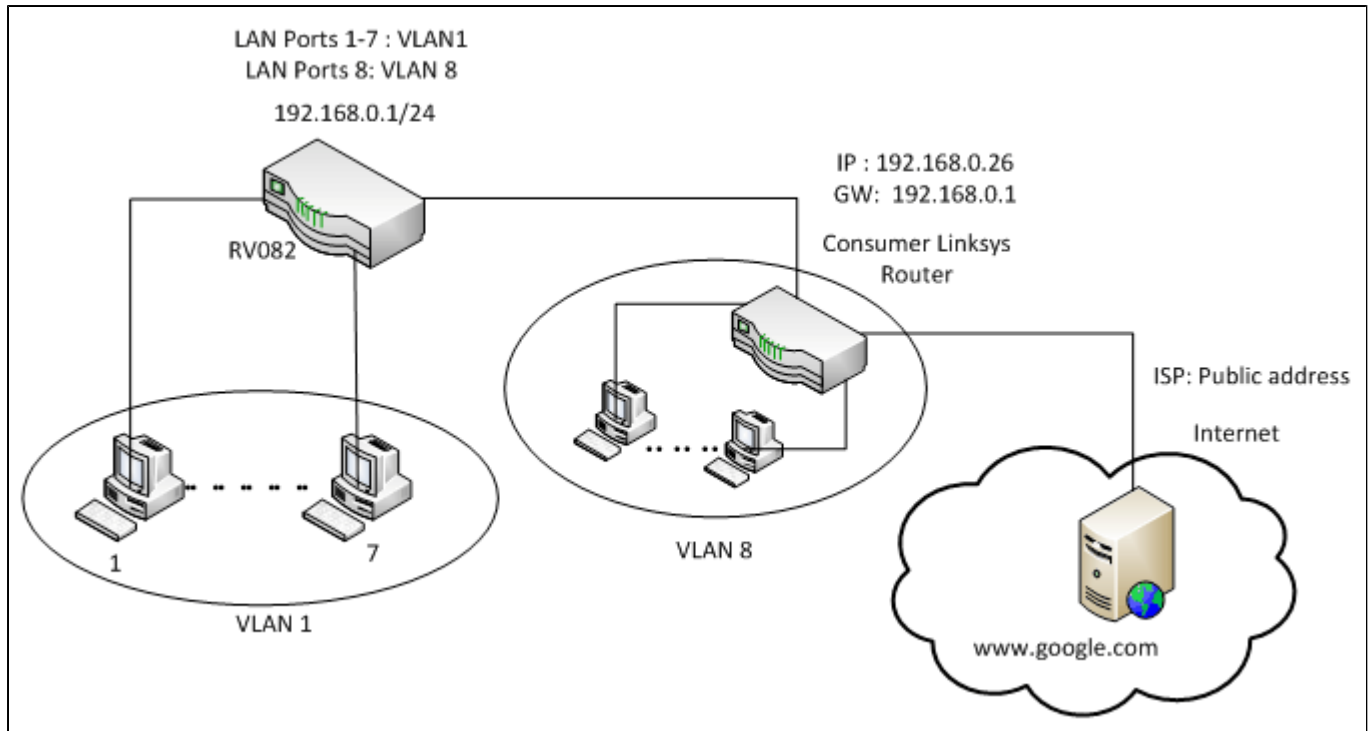 LAN Ports 1-7 : VLAN1
LAN Ports 8: VLAN 8
192.168.0.1/24
RV082
IP : 192.168.0.26
GW: 192.168.0.1
Consumer Linksys
Router
ISP: Public address
Internet
1
7
VLAN 1
VLAN 8
www.google.com